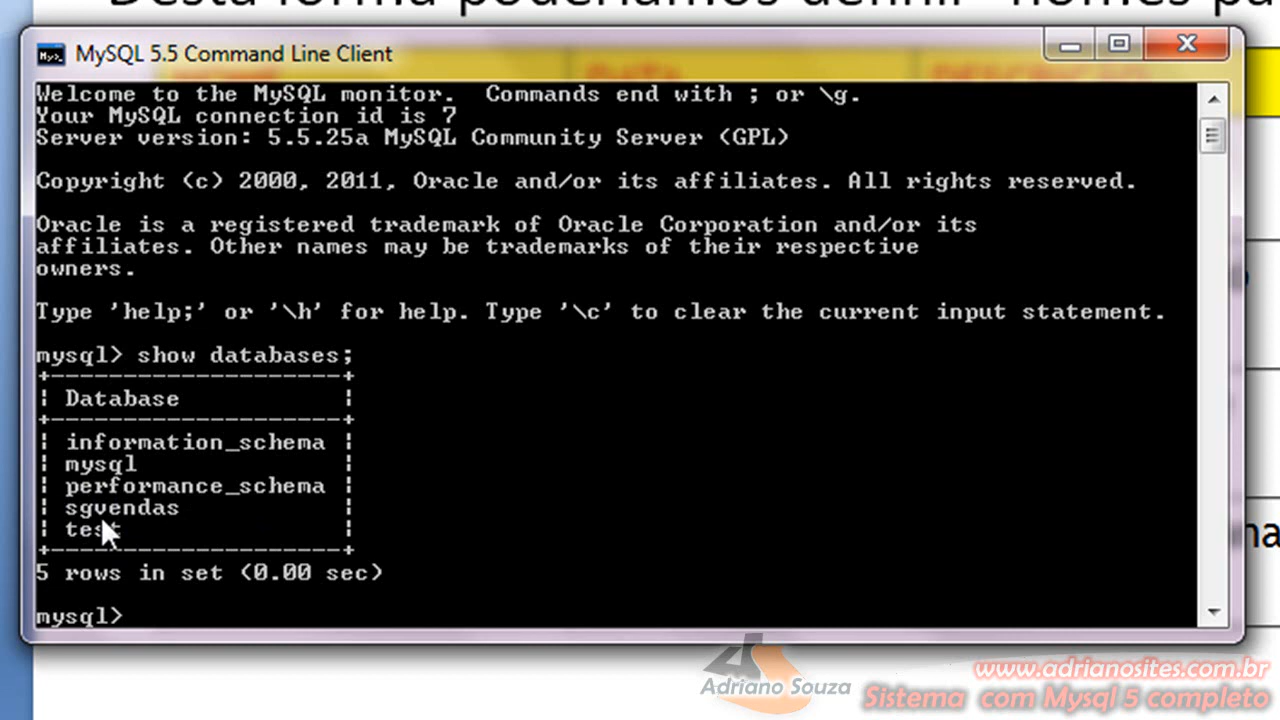 Desta forma poderíamos definir nomes pa
MySQL 5.5 Command Line Client
NOME DATA DESCRIÇÃO
Welcome to the MySQL monitor.  Commands end with ; or \g.
Your MySQL connection id is 7
Server version: 5.5.25a MySQL Community Server (GPL)
Copyright (c) 2000, 2011, Oracle and/or its affiliates. All rights reserved.
Oracle is a registered trademark of Oracle Corporation and/or its
affiliates. Other names may be trademarks of their respective
owners.
Type 'help;' or '\h' for help. Type '\c' to clear the current input statement.
mysql> show databases;
+--------------------+
| Database           |
+--------------------+
| information_schema |
| mysql              |
| performance_schema |
| sgvendas           |
| test               |
+--------------------+
5 rows in set (0.00 sec)
mysql>
Adriano Souza
www.adrianosites.com.br
Sistema com Mysql 5 completo